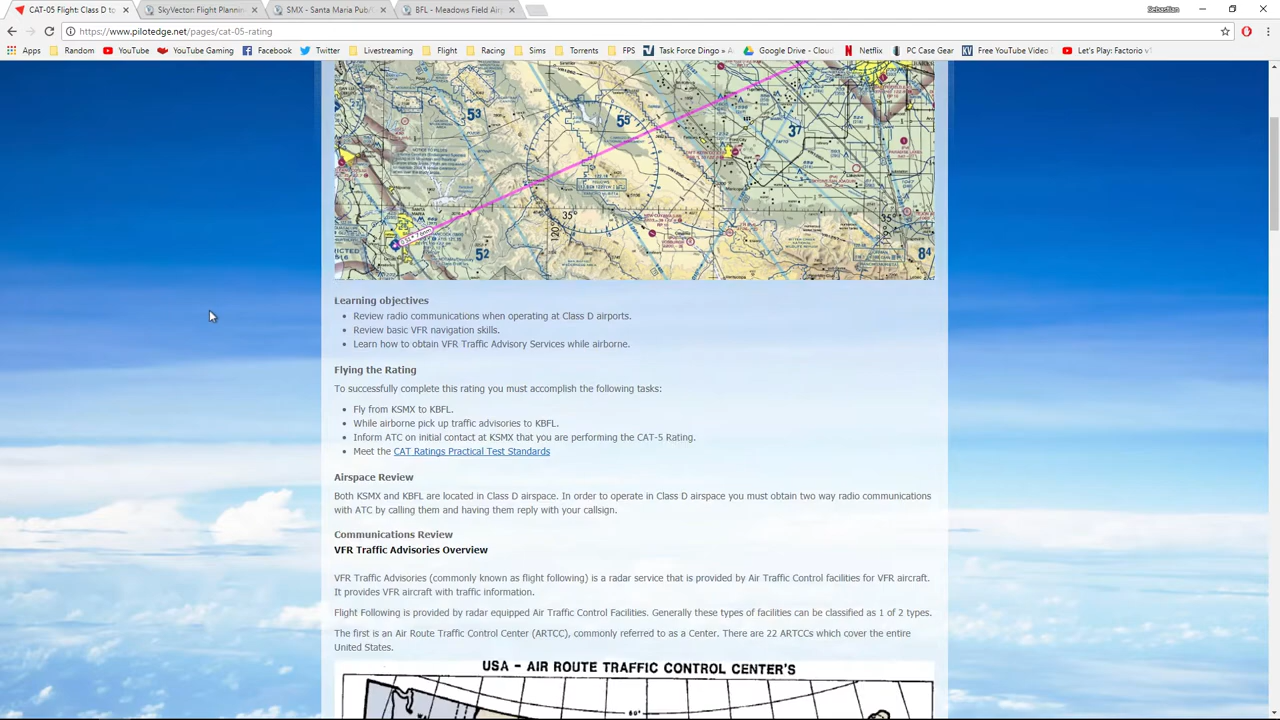 CAT-05 Flight: Class D to
SkyVector: Flight Plannin
SMX - Santa Maria Pub/
BFL - Meadows Field Air
Sebastian
https://www.pilotedge.net/pages/cat-05-rating
Apps
Random
YouTube
YouTube Gaming
Facebook
Twitter
Livestreaming
Flight
Racing
Sims
Torrents
FPS
Task Force Dingo » A
Google Drive - Cloud
Netflix
PC Case Gear
Free YouTube Video
Let's Play: Factorio v1
53
55
37
35°
120°
35°
52
84
Learning objectives
• Review radio communications when operating at Class D airports.
• Review basic VFR navigation skills.
• Learn how to obtain VFR Traffic Advisory Services while airborne.
Flying the Rating
To successfully complete this rating you must accomplish the following tasks:
• Fly from KSMX to KBFL.
• While airborne pick up traffic advisories to KBFL.
• Inform ATC on initial contact at KSMX that you are performing the CAT-5 Rating.
• Meet the CAT Ratings Practical Test Standards
Airspace Review
Both KSMX and KBFL are located in Class D airspace. In order to operate in Class D airspace you must obtain two way radio communications
with ATC by calling them and having them reply with your callsign.
Communications Review
VFR Traffic Advisories Overview
VFR Traffic Advisories (commonly known as flight following) is a radar service that is provided by Air Traffic Control facilities for VFR aircraft.
It provides VFR aircraft with traffic information.
Flight Following is provided by radar equipped Air Traffic Control Facilities. Generally these types of facilities can be classified as 1 of 2 types.
The first is an Air Route Traffic Control Center (ARTCC), commonly referred to as a Center. There are 22 ARTCCs which cover the entire
United States.
USA - AIR ROUTE TRAFFIC CONTROL CENTER'S